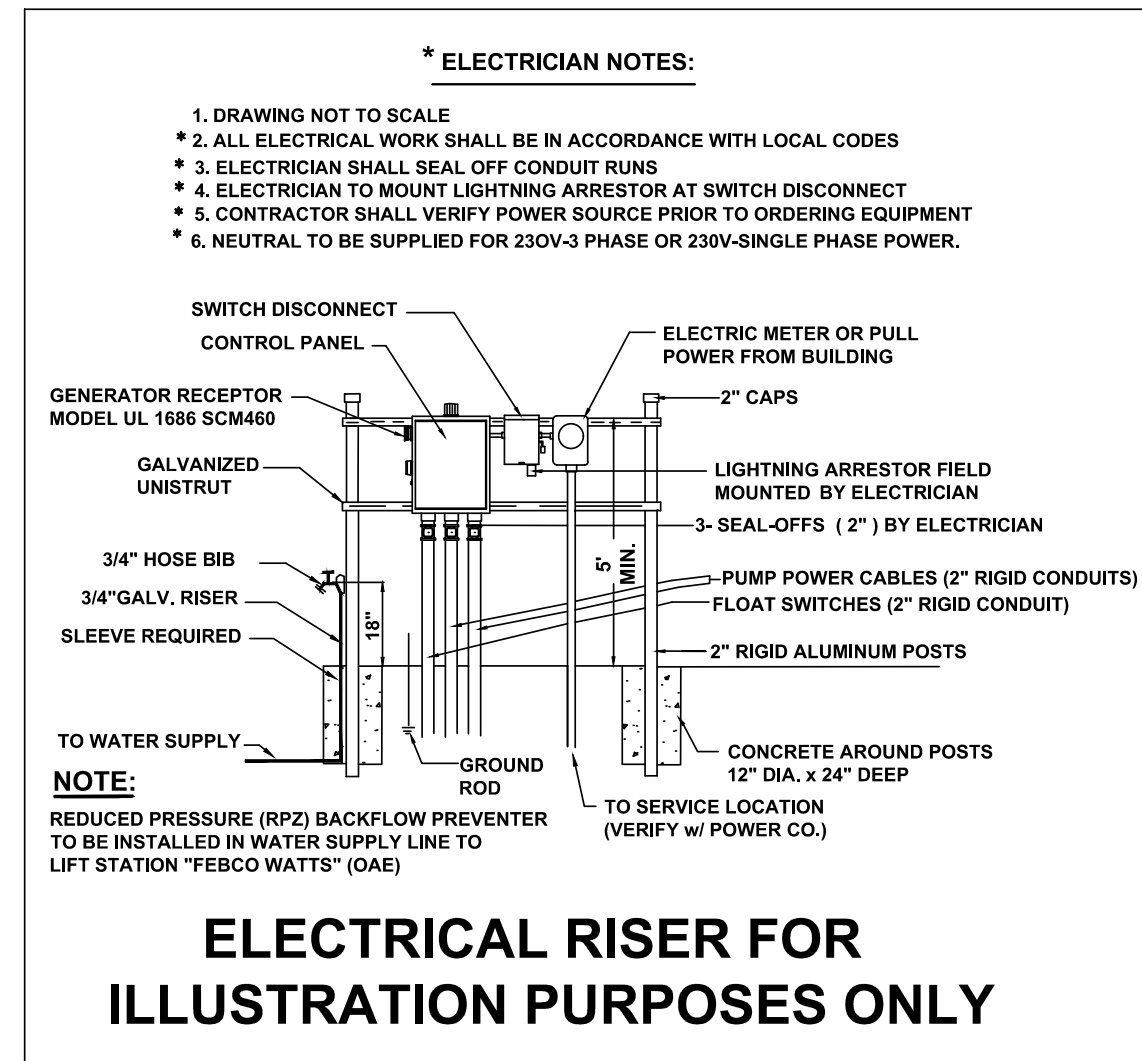 * ELECTRICIAN NOTES:
1. DRAWING NOT TO SCALE
* 2. ALL ELECTRICAL WORK SHALL BE IN ACCORDANCE WITH LOCAL CODES
* 3. ELECTRICIAN SHALL SEAL OFF CONDUIT RUNS
* 4. ELECTRICIAN TO MOUNT LIGHTNING ARRESTOR AT SWITCH DISCONNECT
* 5. CONTRACTOR SHALL VERIFY POWER SOURCE PRIOR TO ORDERING EQUIPMENT
* 6. NEUTRAL TO BE SUPPLIED FOR 23OV-3 PHASE OR 230V-SINGLE PHASE POWER.
SWITCH DISCONNECT
CONTROL PANEL
GENERATOR RECEPTOR
MODEL UL 1686 SCM460
GALVANIZED
UNISTRUT
3/4" HOSE BIB
3/4"GALV. RISER
SLEEVE REQUIRED
TO WATER SUPPLY
18"
5'
MIN.
ELECTRIC METER OR PULL
POWER FROM BUILDING
2" CAPS
LIGHTNING ARRESTOR FIELD
MOUNTED BY ELECTRICIAN
3- SEAL-OFFS ( 2" ) BY ELECTRICIAN
PUMP POWER CABLES (2" RIGID CONDUITS)
FLOAT SWITCHES (2" RIGID CONDUIT)
2" RIGID ALUMINUM POSTS
CONCRETE AROUND POSTS
12" DIA. x 24" DEEP
GROUND
ROD
TO SERVICE LOCATION
(VERIFY w/ POWER CO.)
NOTE:
REDUCED PRESSURE (RPZ) BACKFLOW PREVENTER
TO BE INSTALLED IN WATER SUPPLY LINE TO
LIFT STATION "FEBCO WATTS" (OAE)
ELECTRICAL RISER FOR
ILLUSTRATION PURPOSES ONLY